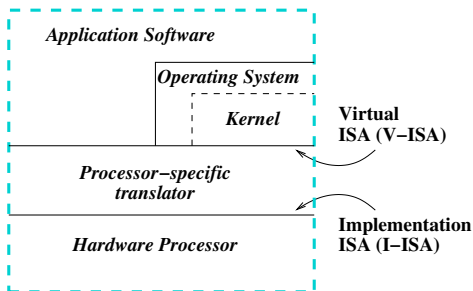 Application Software
Operating System
Kernel
Virtual
ISA (V−ISA)
Processor−specific
translator
Implementation
ISA (I−ISA)
Hardware Processor